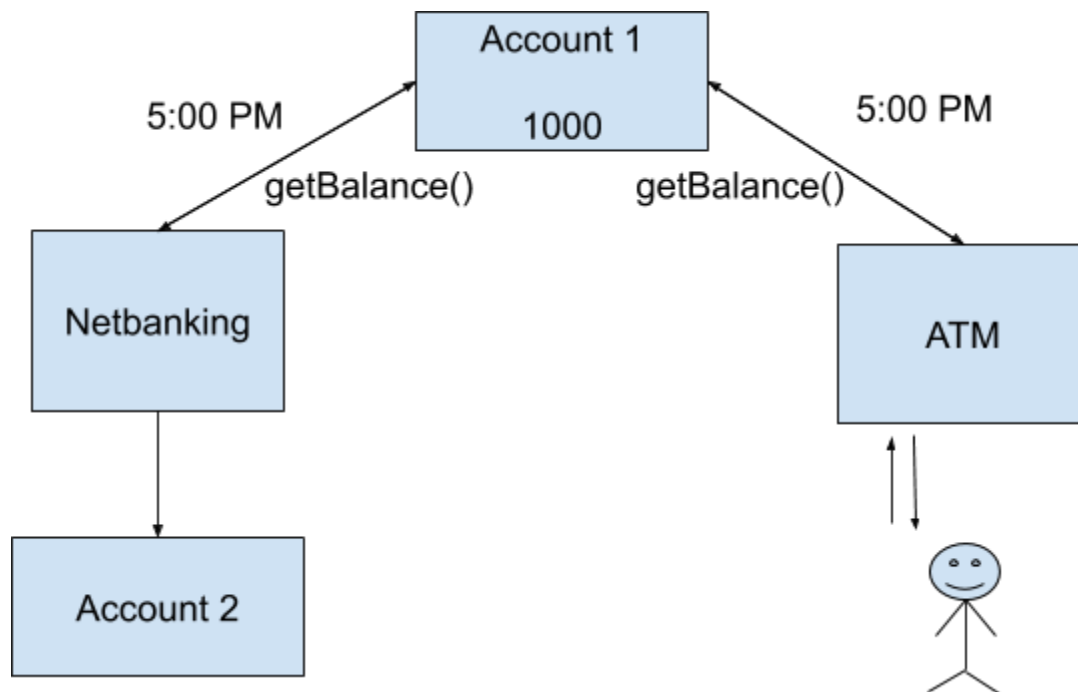 Account 1
1000
5:00 PM
5:00 PM
getBalance()
getBalance()
Netbanking
ATM
Account 2